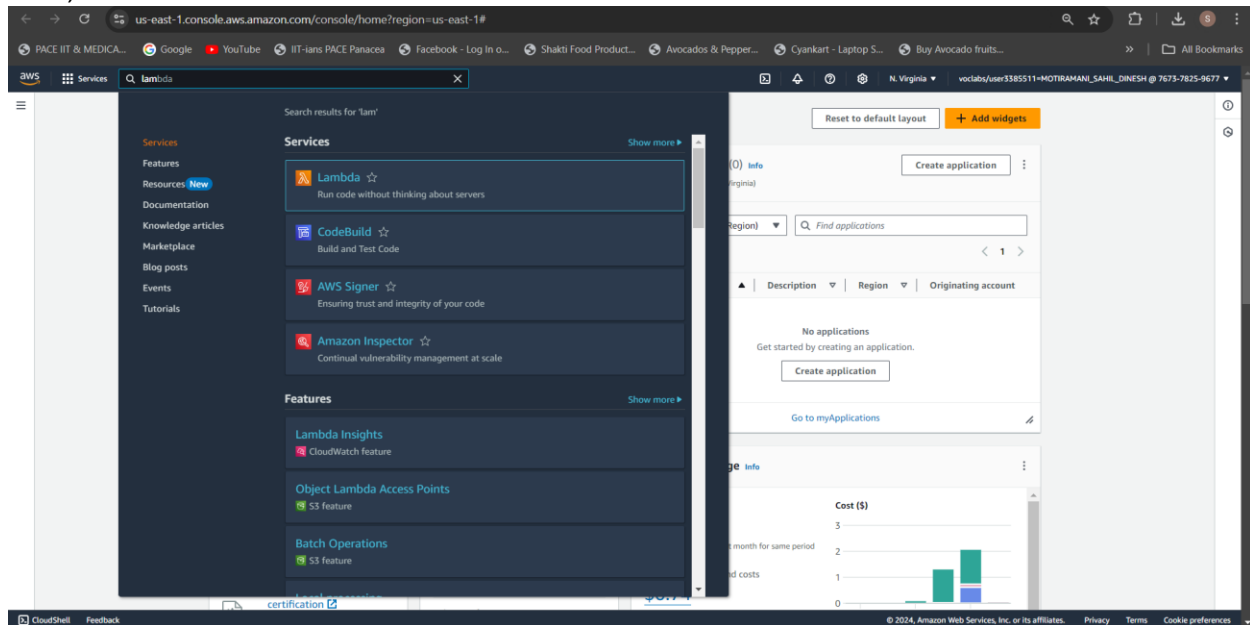 us-east-1.console.aws.amazon.com/console/home?region=us-east-1#
PACE IIT & MEDICA... Google YouTube IIT-ians PACE Panacea Facebook - Log In o... Shakti Food Product... Avocados & Pepper... Cyankart - Laptop S... Buy Avocado fruits... » All Bookmarks
aws Services lambda N. Virginia voclabs/user3385511=MOTIRAMANI_SAHIL_DINESH @ 7673-7825-9677
Search results for 'lam'
Services
Features
Resources New
Documentation
Knowledge articles
Marketplace
Blog posts
Events
Tutorials
Services Show more
Lambda
Run code without thinking about servers
CodeBuild
Build and Test Code
AWS Signer
Ensuring trust and integrity of your code
Amazon Inspector
Continual vulnerability management at scale
Features Show more
Lambda Insights
CloudWatch feature
Object Lambda Access Points
S3 feature
Batch Operations
S3 feature
certification
Reset to default layout + Add widgets
(0) Info Create application
Region) Find applications
< 1 >
Description Region Originating account
No applications
Get started by creating an application.
Create application
Go to myApplications
ge Info
Cost ($)
3
t month for same period
2
nd costs
1
0
CloudShell Feedback © 2024, Amazon Web Services, Inc. or its affiliates. Privacy Terms Cookie preferences